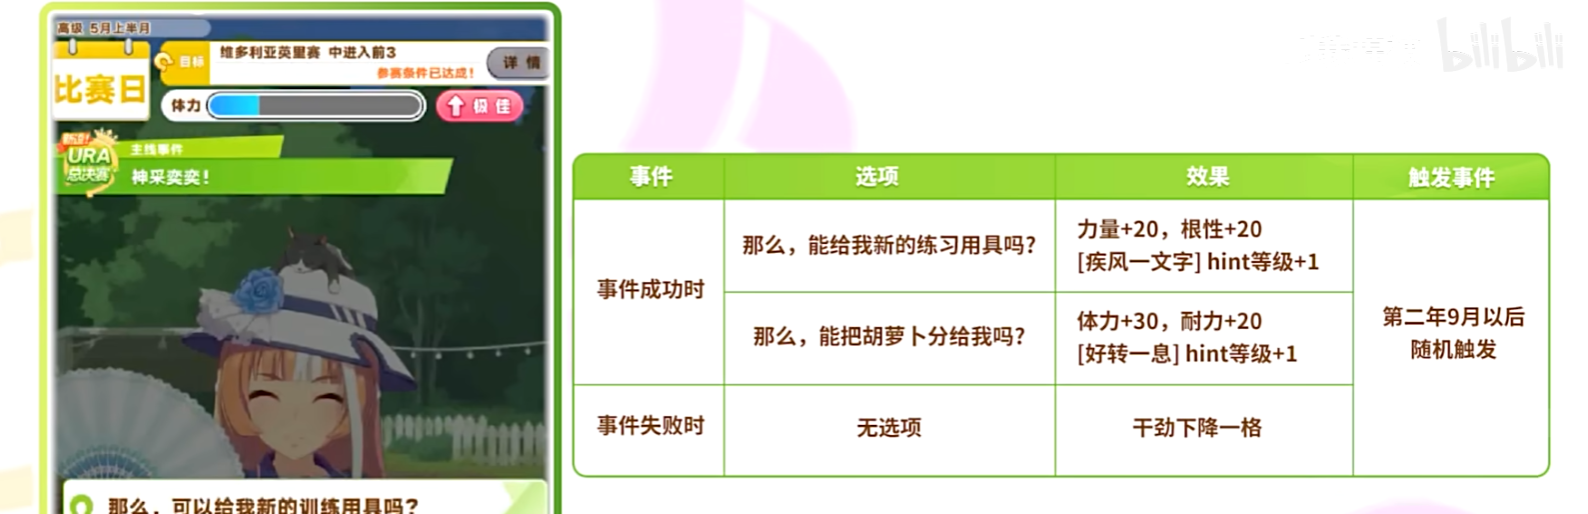 高级 5月上半月
比赛日
目标
维多利亚英里赛 中进入前3
参赛条件已达成！
详情
体力
极佳
URA
总决赛
主线事件
神采奕奕！
那么，可以给我新的训练用具吗？
bilibili
事件
选项
效果
触发事件
事件成功时
那么，能给我新的练习用具吗?
力量+20，根性+20
[疾风一文字] hint等级+1
那么，能把胡萝卜分给我吗?
体力+30，耐力+20
[好转一息] hint等级+1
第二年9月以后
随机触发
事件失败时
无选项
干劲下降一格